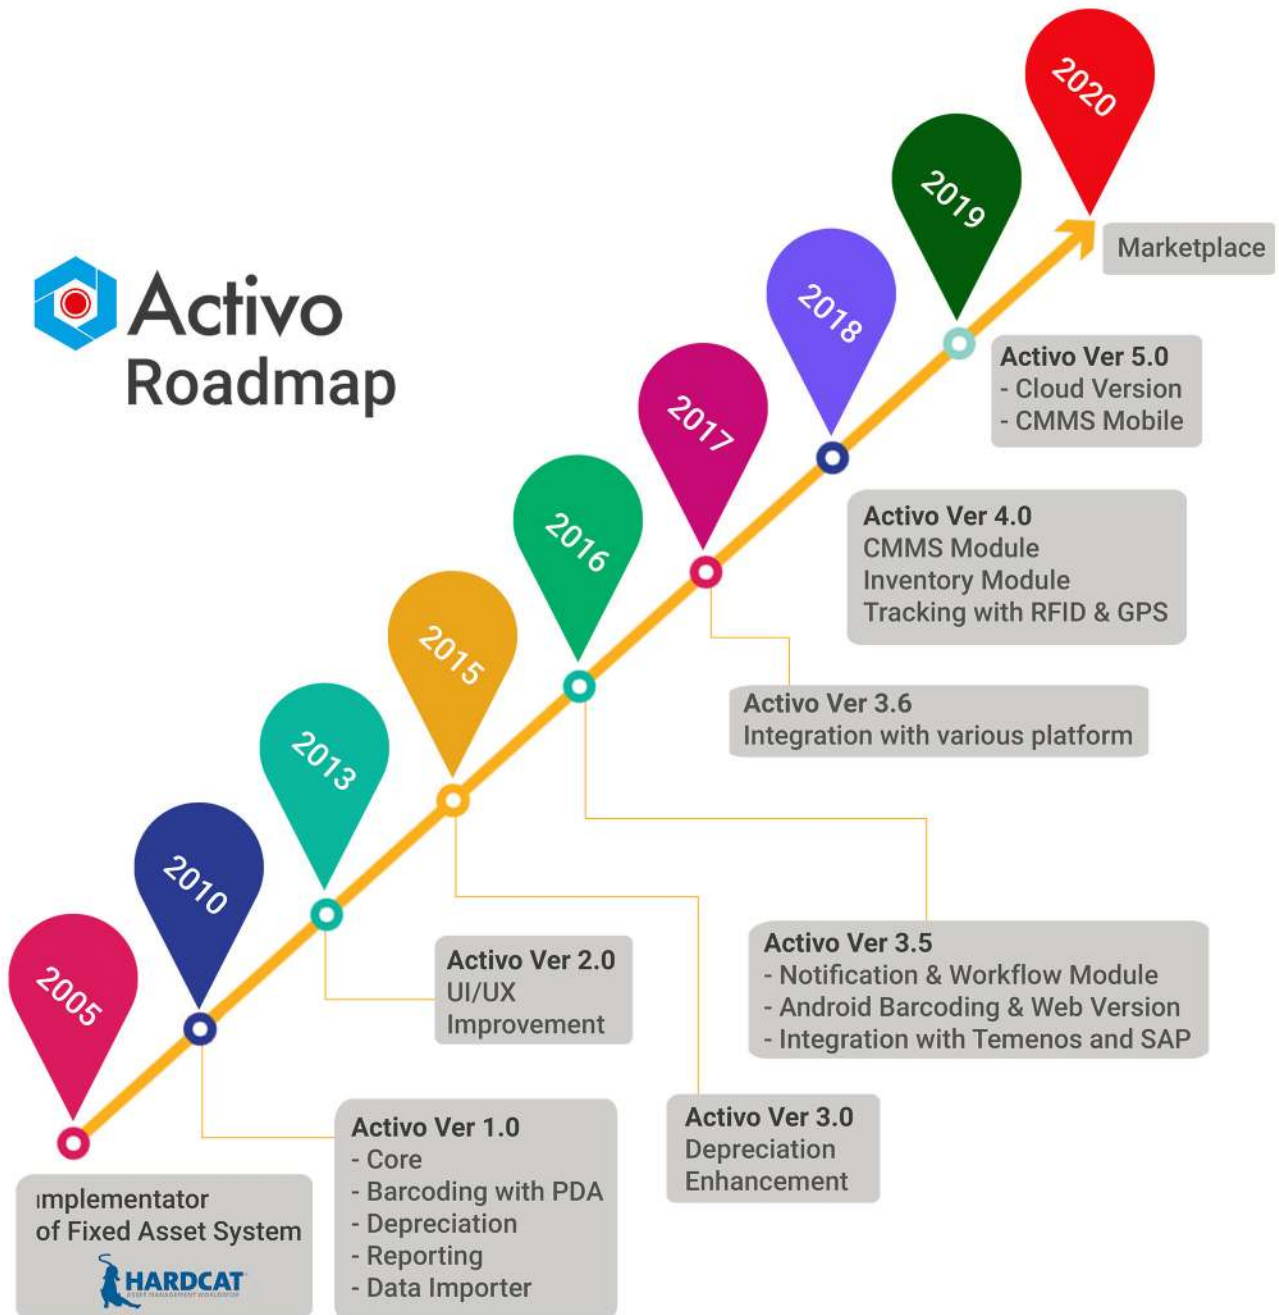 2020
Marketplace
2019
Activo
Roadmap
Activo Ver 5.0
- Cloud Version
- CMMS Mobile
2018
Activo Ver 4.0
CMMS Module
Inventory Module
Tracking with RFID & GPS
2017
Activo Ver 3.6
Integration with various platform
2016
Activo Ver 3.5
- Notification & Workflow Module
- Android Barcoding & Web Version
- Integration with Temenos and SAP
2015
Activo Ver 3.0
Depreciation
Enhancement
2013
Activo Ver 2.0
UI/UX
Improvement
2010
Activo Ver 1.0
- Core
- Barcoding with PDA
- Depreciation
- Reporting
- Data Importer
2005
Implementator
of Fixed Asset System
HARDCAT
ASSET MANAGEMENT WORLDWIDE